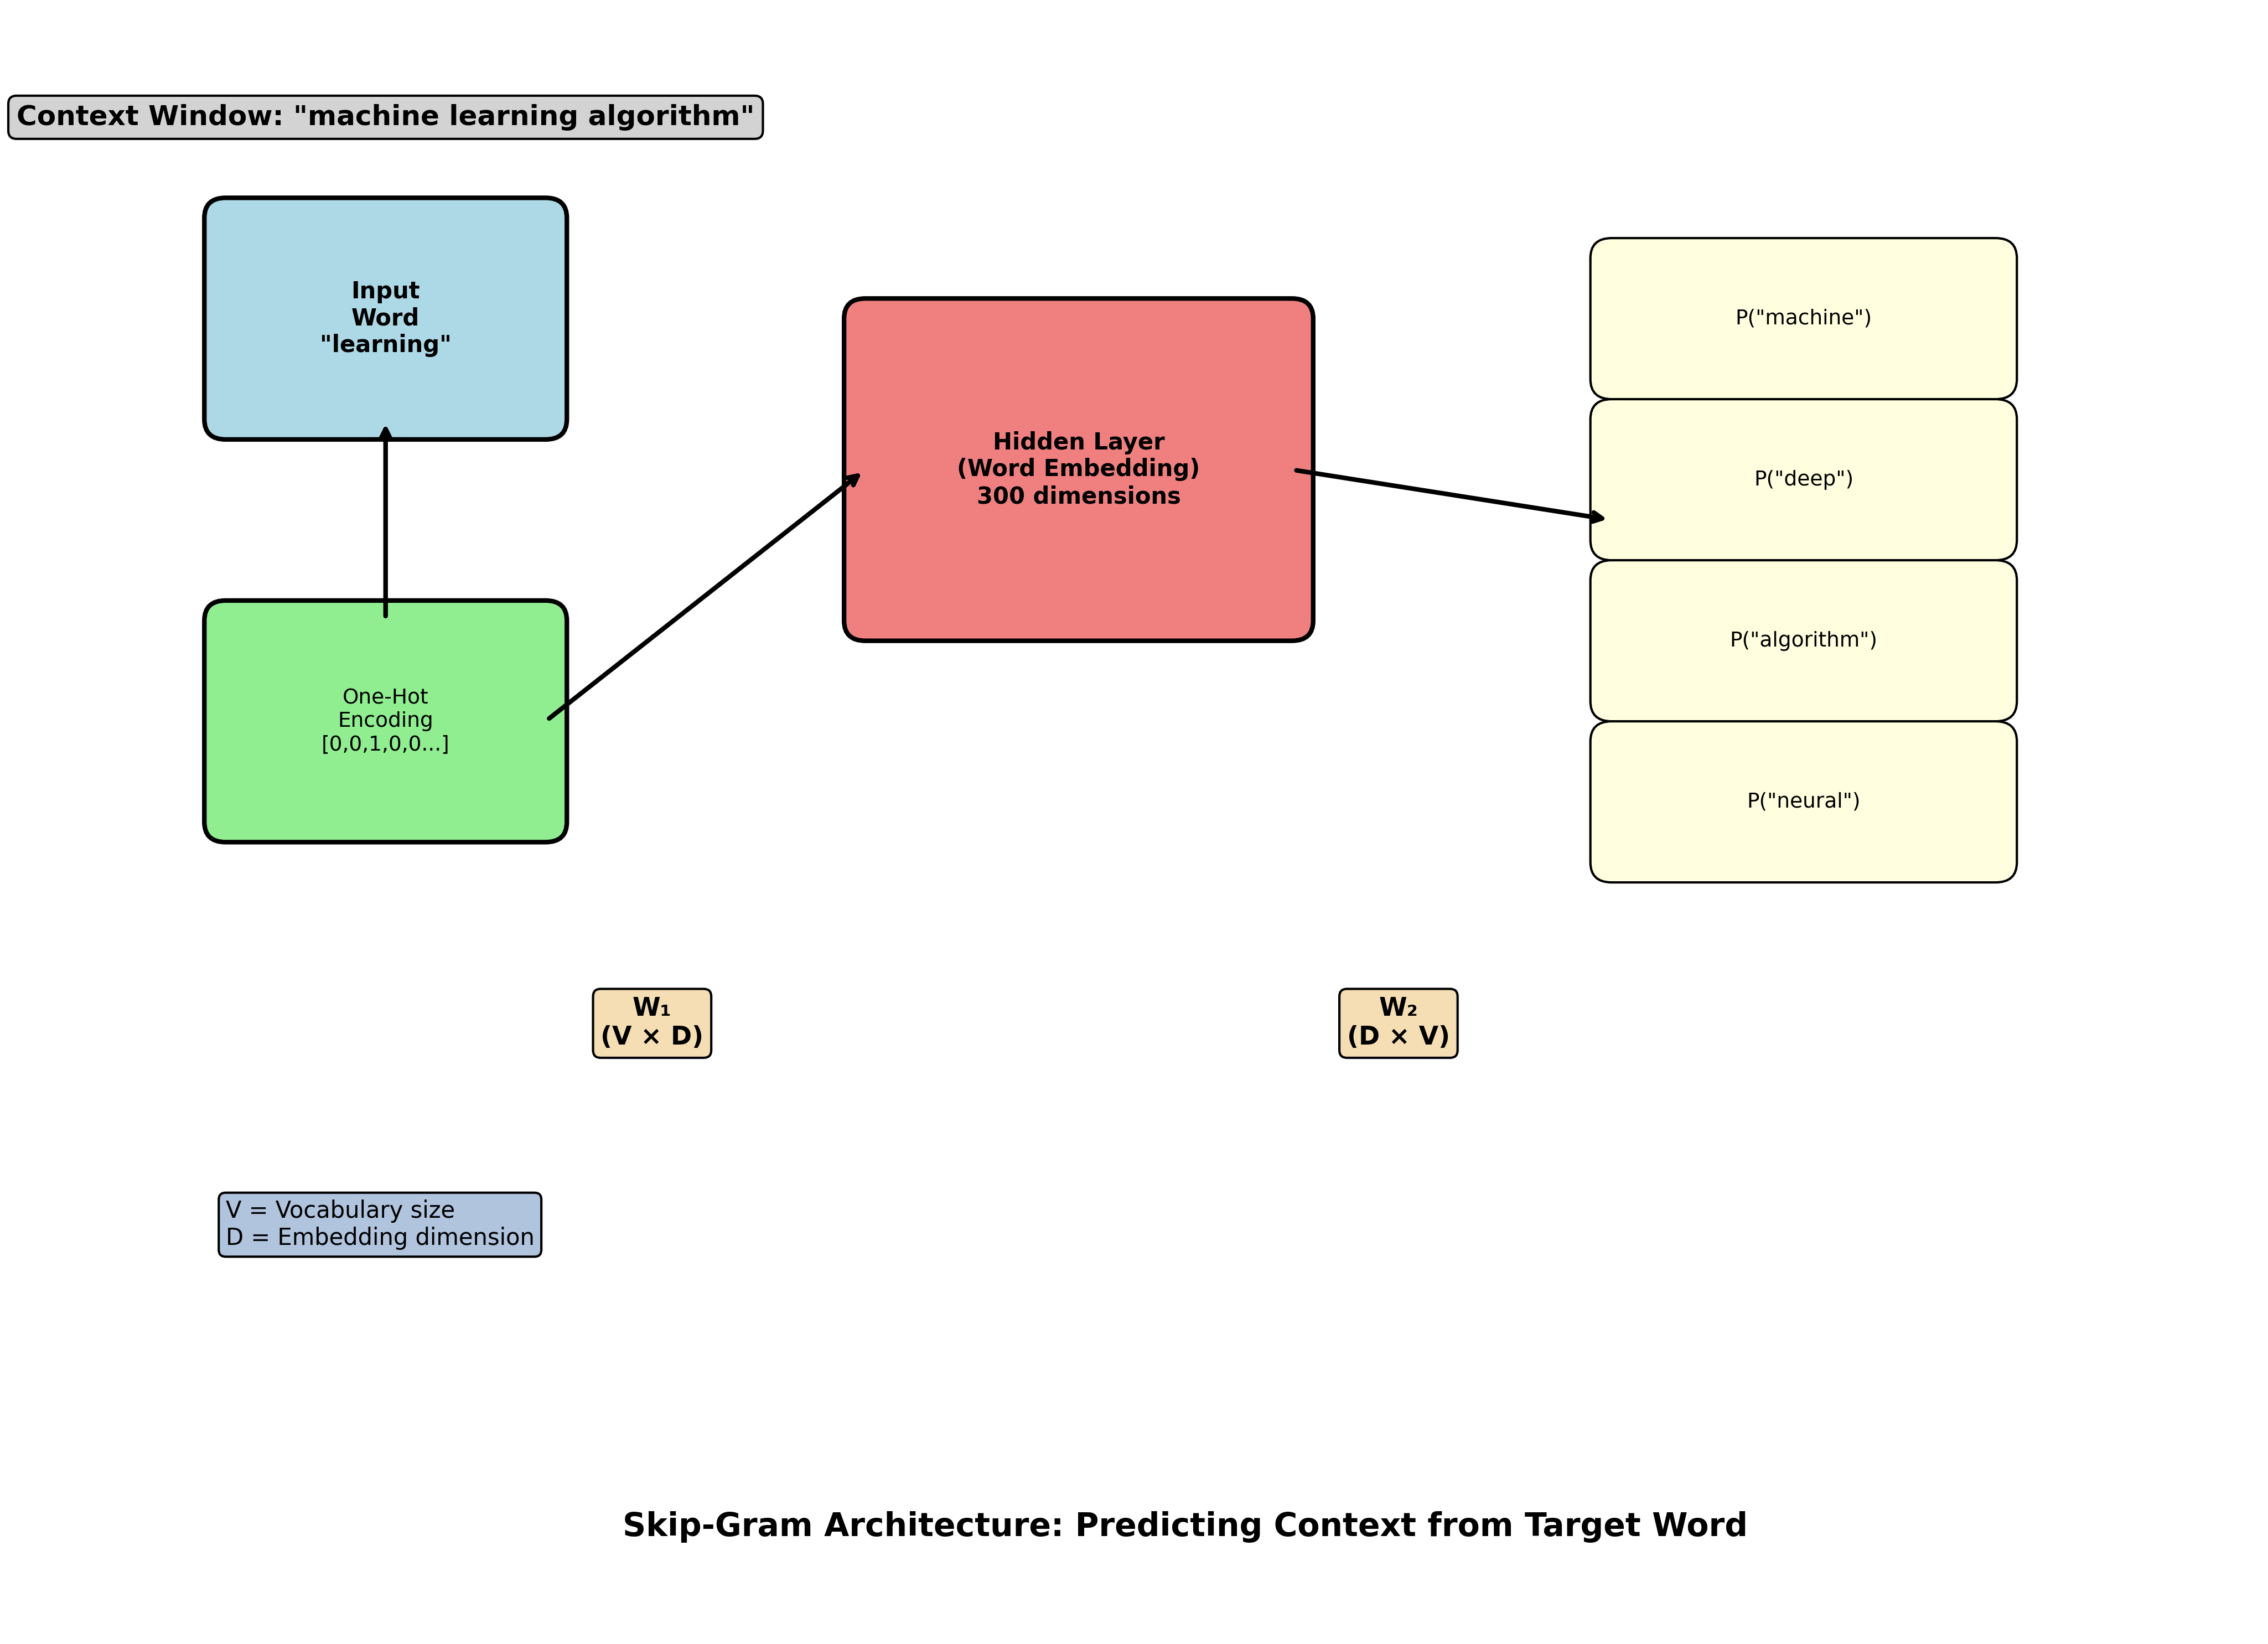 Context Window: "machine learning algorithm"
Input
Word
"learning"
One-Hot
Encoding
[0,0,1,0,0...]
Hidden Layer
(Word Embedding)
300 dimensions
P("machine")
P("deep")
P("algorithm")
P("neural")
W₁
(V × D)
W₂
(D × V)
V = Vocabulary size
D = Embedding dimension
Skip-Gram Architecture: Predicting Context from Target Word